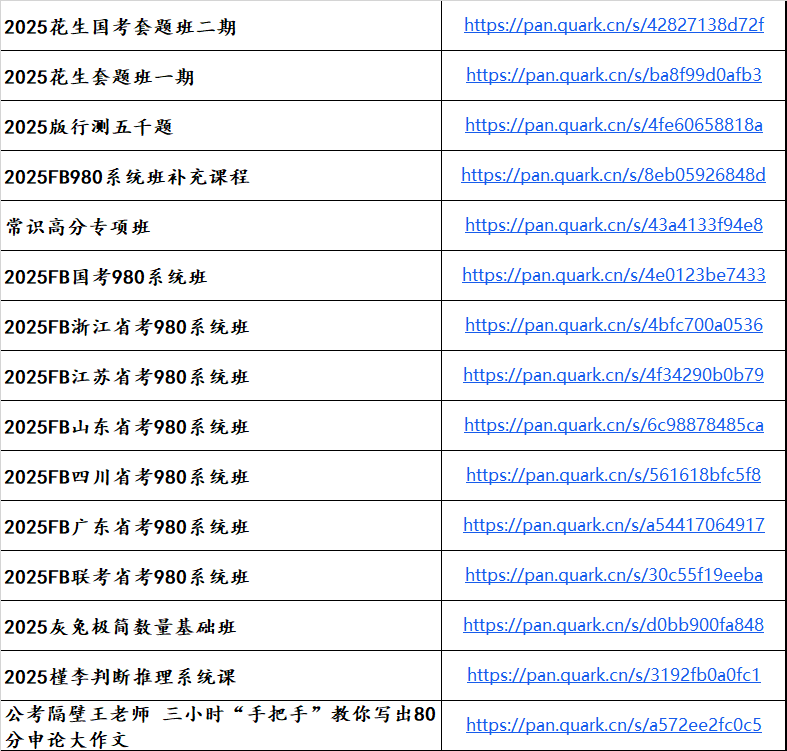 2025花生国考套题班二期 https://pan.quark.cn/s/42827138d72f
2025花生套题班一期 https://pan.quark.cn/s/ba8f99d0afb3
2025版行测五千题 https://pan.quark.cn/s/4fe60658818a
2025FB980系统班补充课程 https://pan.quark.cn/s/8eb05926848d
常识高分专项班 https://pan.quark.cn/s/43a4133f94e8
2025FB国考980系统班 https://pan.quark.cn/s/4e0123be7433
2025FB浙江省考980系统班 https://pan.quark.cn/s/4bfc700a0536
2025FB江苏省考980系统班 https://pan.quark.cn/s/4f34290b0b79
2025FB山东省考980系统班 https://pan.quark.cn/s/6c98878485ca
2025FB四川省考980系统班 https://pan.quark.cn/s/561618bfc5f8
2025FB广东省考980系统班 https://pan.quark.cn/s/a54417064917
2025FB联考省考980系统班 https://pan.quark.cn/s/30c55f19eeba
2025灰兔极简数量基础班 https://pan.quark.cn/s/d0bb900fa848
2025槿李判断推理系统课 https://pan.quark.cn/s/3192fb0a0fc1
公考隔壁王老师 三小时“手把手”教你写出80
分申论大作文 https://pan.quark.cn/s/a572ee2fc0c5